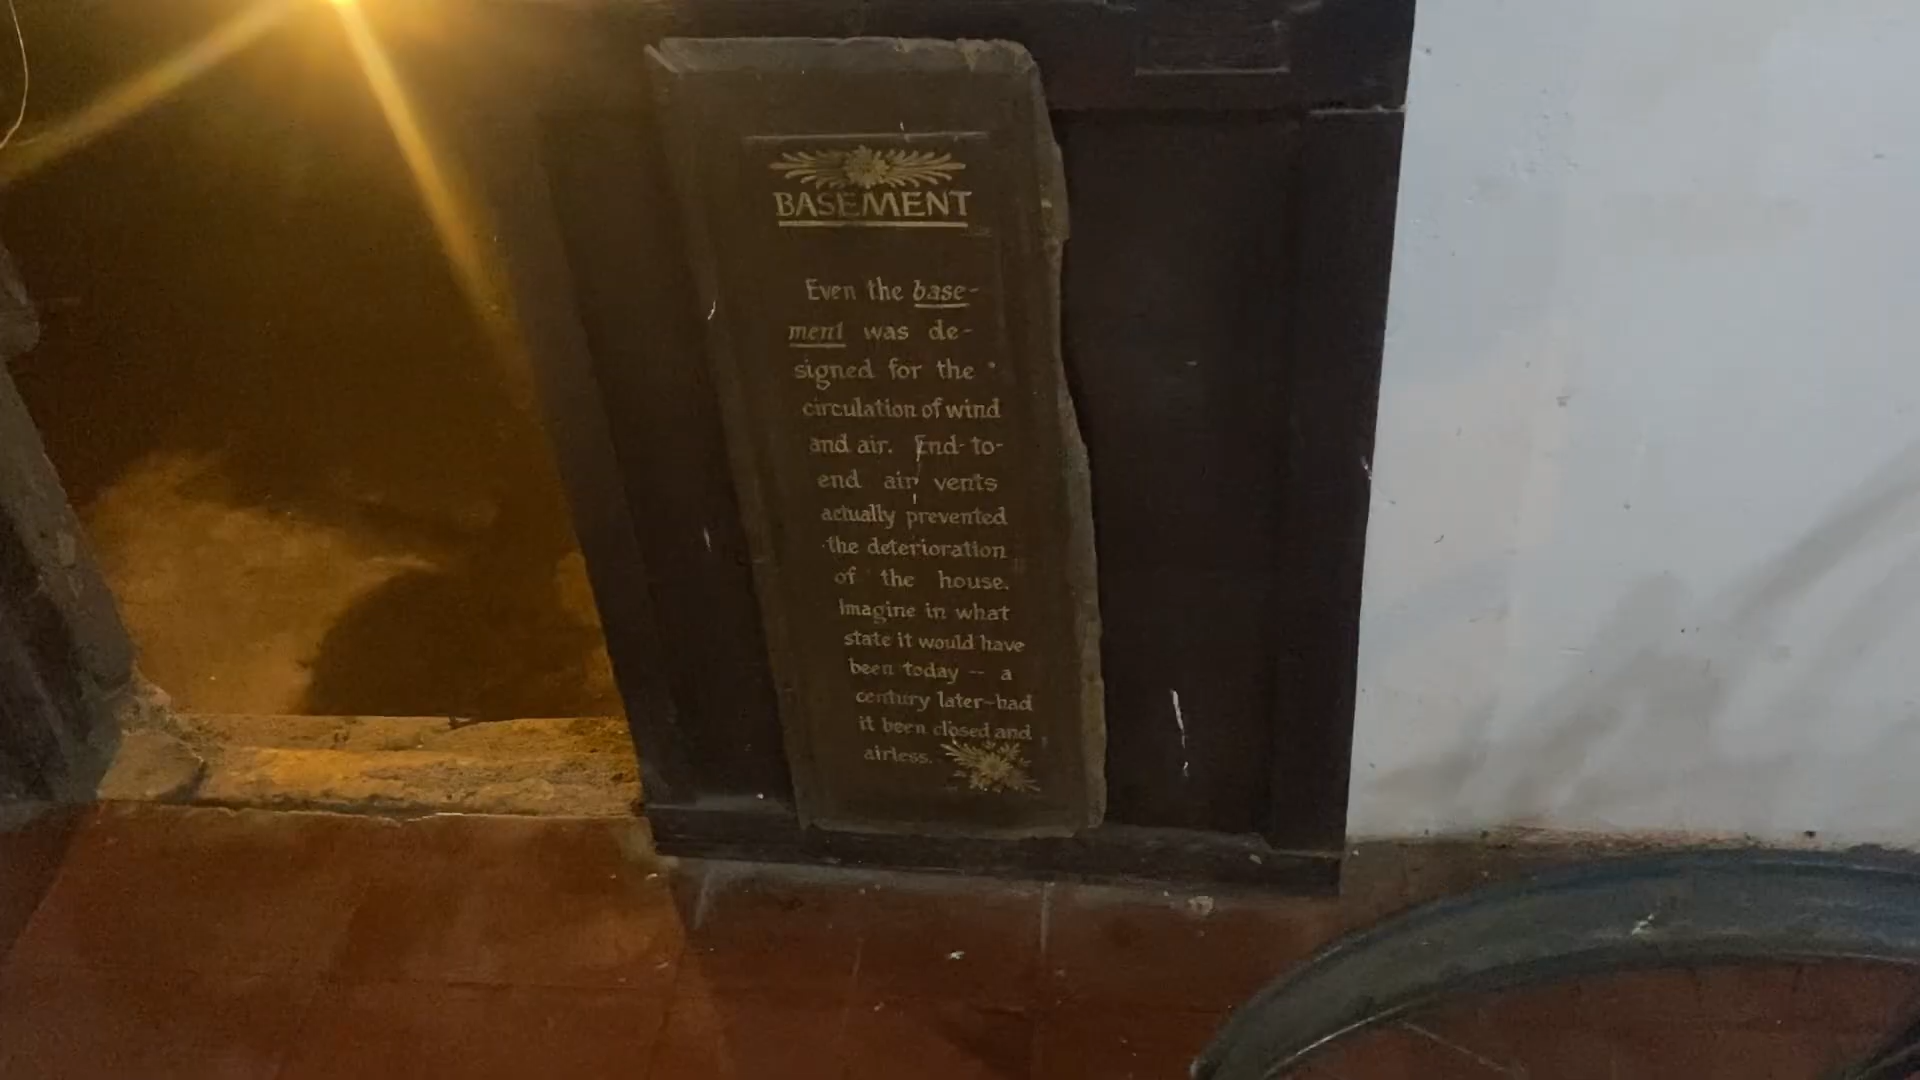 BASEMENT
Even the base-
ment was de-
signed for the
circulation of wind
and air. End-to-
end air vents
actually prevented
the deterioration
of the house.
Imagine in what
state it would have
been today -- a
century later-had
it been closed and
airless.